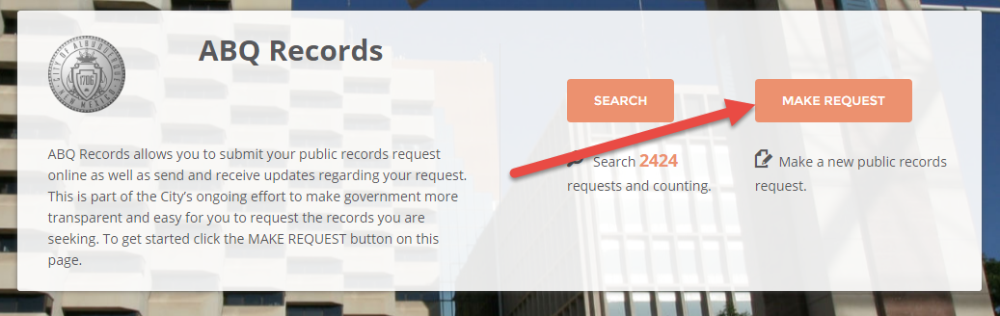 CITY OF ALBUQUERQUE
1706
NEW MEXICO
ABQ Records
ABQ Records allows you to submit your public records request
online as well as send and receive updates regarding your request.
This is part of the City’s ongoing effort to make government more
transparent and easy for you to request the records you are
seeking. To get started click the MAKE REQUEST button on this
page.
SEARCH
Search 2424
requests and counting.
MAKE REQUEST
Make a new public records
request.